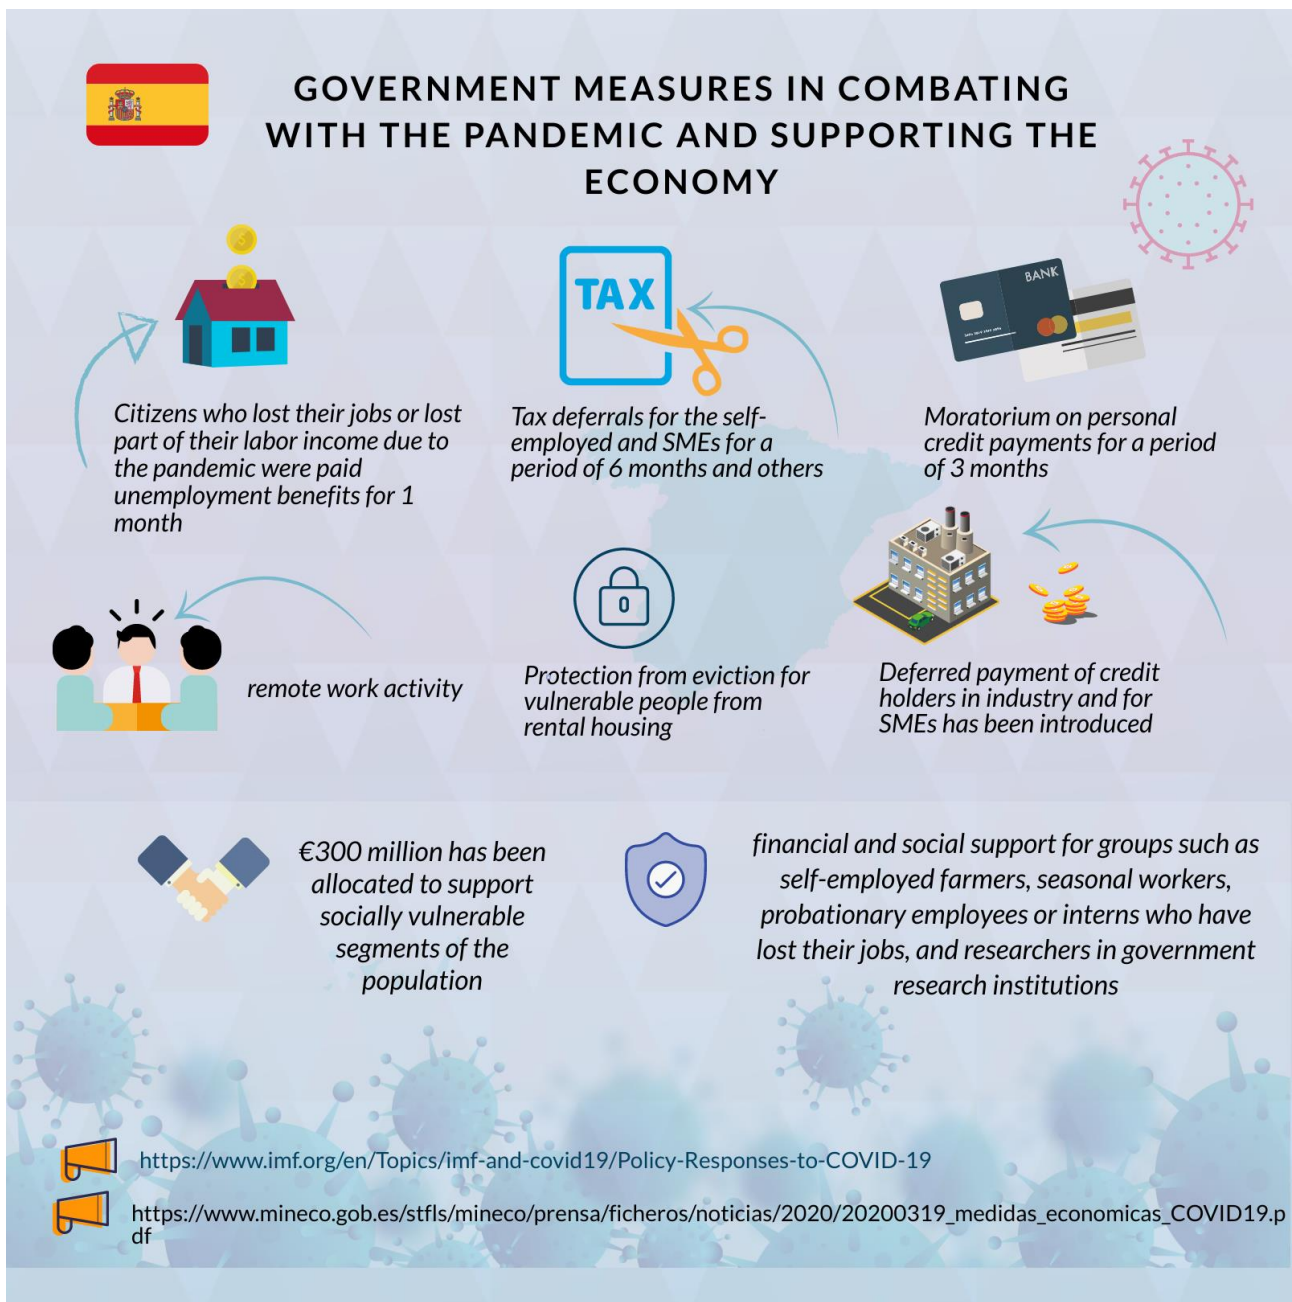 GOVERNMENT MEASURES IN COMBATING
WITH THE PANDEMIC AND SUPPORTING THE
ECONOMY
TAX
BANK
Citizens who lost their jobs or lost
part of their labor income due to
the pandemic were paid
unemployment benefits for 1
month
Tax deferrals for the self-
employed and SMEs for a
period of 6 months and others
Moratorium on personal
credit payments for a period
of 3 months
remote work activity
Protection from eviction for
vulnerable people from
rental housing
Deferred payment of credit
holders in industry and for
SMEs has been introduced
€300 million has been
allocated to support
socially vulnerable
segments of the
population
financial and social support for groups such as
self-employed farmers, seasonal workers,
probationary employees or interns who have
lost their jobs, and researchers in government
research institutions
https://www.imf.org/en/Topics/imf-and-covid19/Policy-Responses-to-COVID-19
https://www.mineco.gob.es/stfls/mineco/prensa/ficheros/noticias/2020/20200319_medidas_economicas_COVID19.p
df